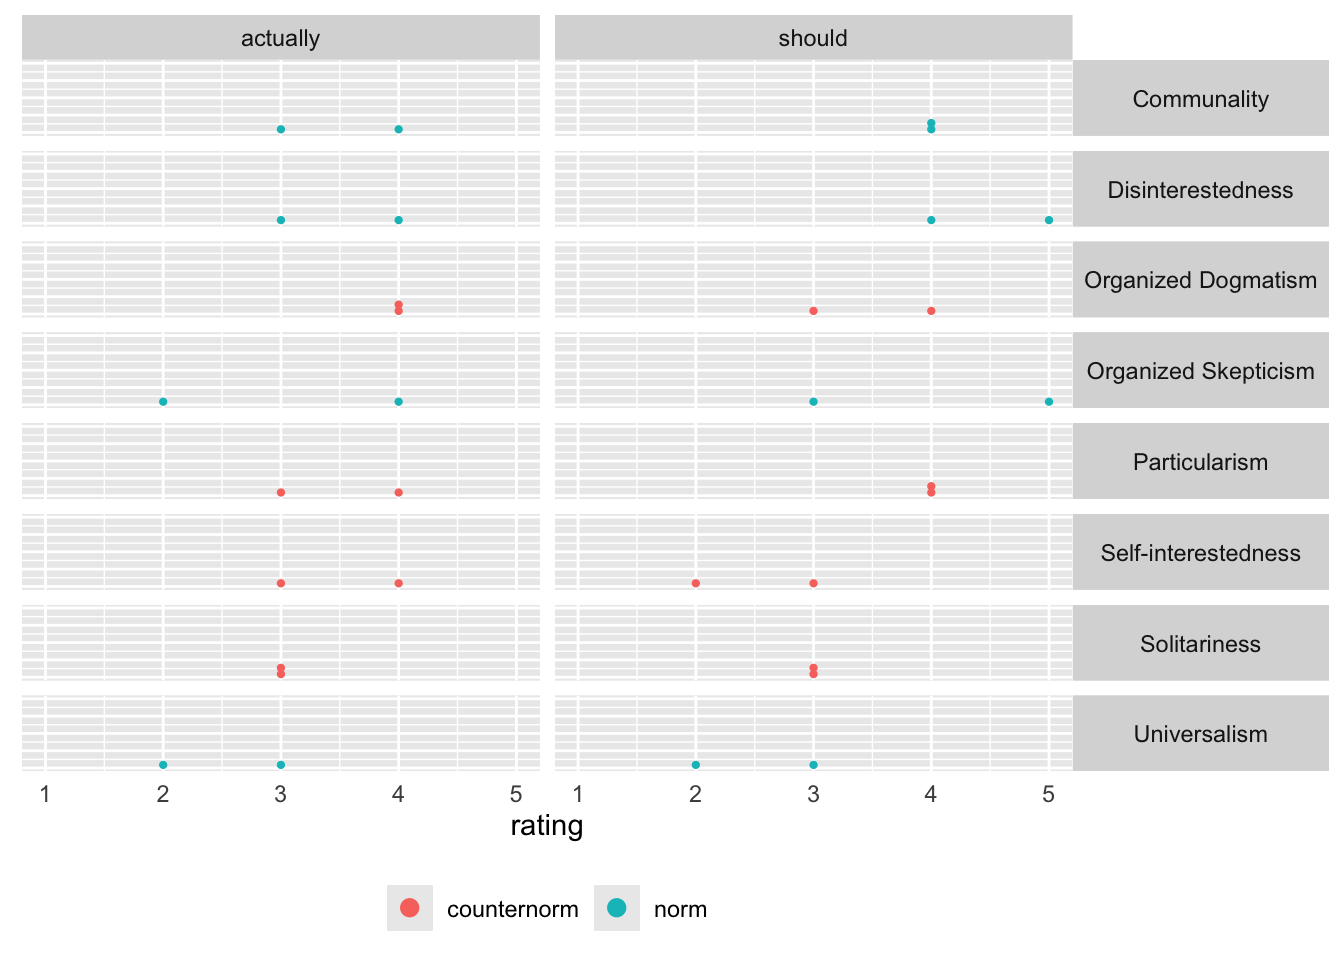 actually should
Communality
Disinterestedness
Organized Dogmatism
Organized Skepticism
Particularism
Self-interestedness
Solitariness
Universalism
1 2 3 4 5 1 2 3 4 5
rating
counternorm norm